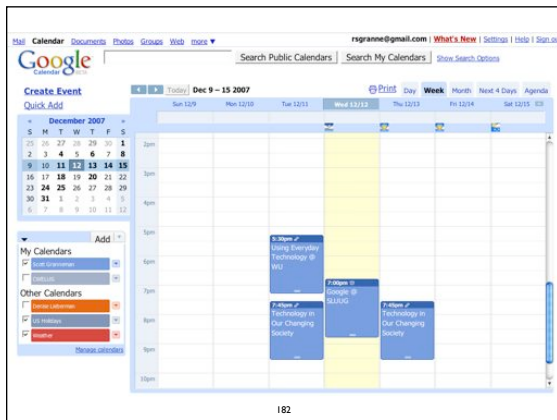 Mail Calendar Documents Photos Groups Web more ▼
rsgranne@gmail.com | What's New | Settings | Help | Sign ou
Google
Calendar BETA
Search Public Calendars Search My Calendars Show Search Options
Create Event
Quick Add
Today Dec 9 – 15 2007
Print Day Week Month Next 4 Days Agenda
Sun 12/9 Mon 12/10 Tue 12/11 Wed 12/12 Thu 12/13 Fri 12/14 Sat 12/15
« December 2007 »
S M T W T F S
25 26 27 28 29 30 1
2 3 4 5 6 7 8
9 10 11 12 13 14 15
16 17 18 19 20 21 22
23 24 25 26 27 28 29
30 31 1 2 3 4 5
6 7 8 9 10 11 12
Add
My Calendars
Scott Granneman
Other Calendars
Denise Lieberman
US Holidays
Weather
Manage calendars
2pm
3pm
4pm
5pm
6pm
7pm
8pm
9pm
10pm
5:30pm
Using Everyday
Technology @
WU
7:45pm
Technology in
Our Changing
Society
7:00pm
Google @
SLUUG
7:45pm
Technology in
Our Changing
Society
182